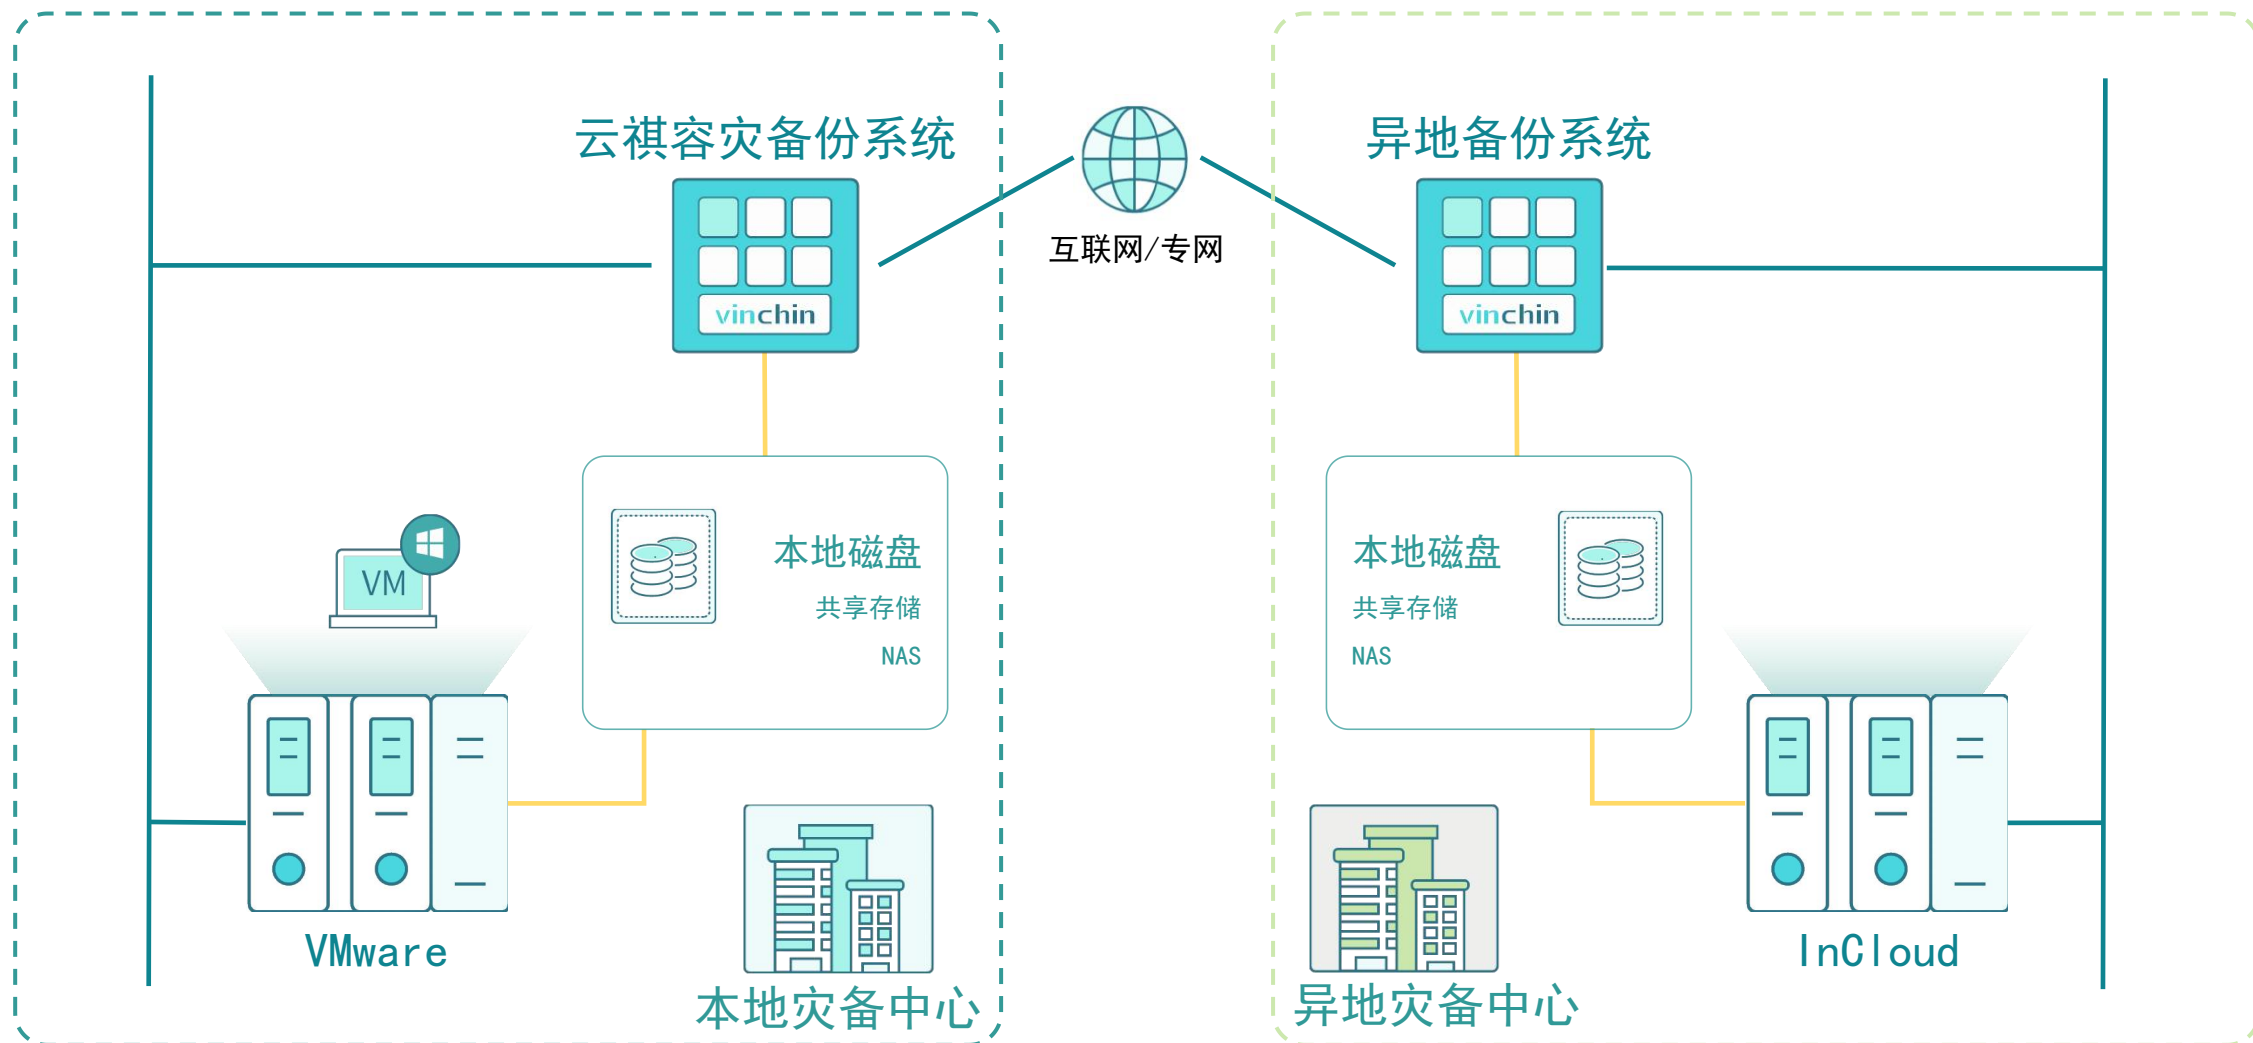 云祺容灾备份系统
异地备份系统
互联网/专网
vinchin
vinchin
VM
本地磁盘
共享存储
NAS
本地磁盘
共享存储
NAS
VMware
InCloud
本地灾备中心
异地灾备中心